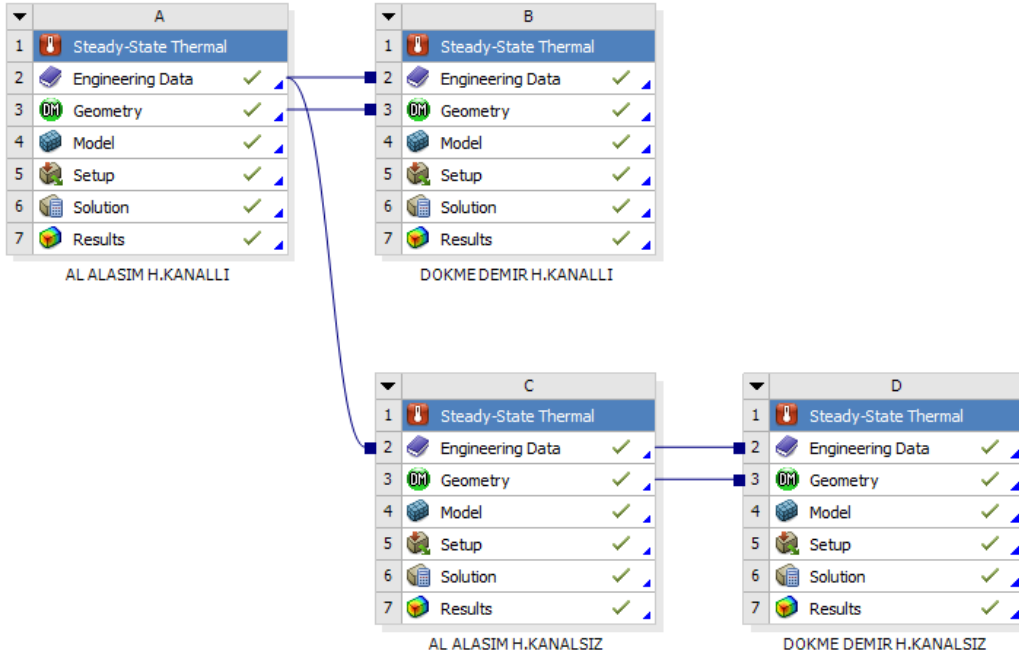 A
1 Steady-State Thermal
2 Engineering Data
3 Geometry
4 Model
5 Setup
6 Solution
7 Results
AL ALASIM H.KANALLI
B
1 Steady-State Thermal
2 Engineering Data
3 Geometry
4 Model
5 Setup
6 Solution
7 Results
DOKME DEMIR H.KANALLI
C
1 Steady-State Thermal
2 Engineering Data
3 Geometry
4 Model
5 Setup
6 Solution
7 Results
AL ALASIM H.KANALSIZ
D
1 Steady-State Thermal
2 Engineering Data
3 Geometry
4 Model
5 Setup
6 Solution
7 Results
DOKME DEMIR H.KANALSIZ
DM
DM
DM
DM